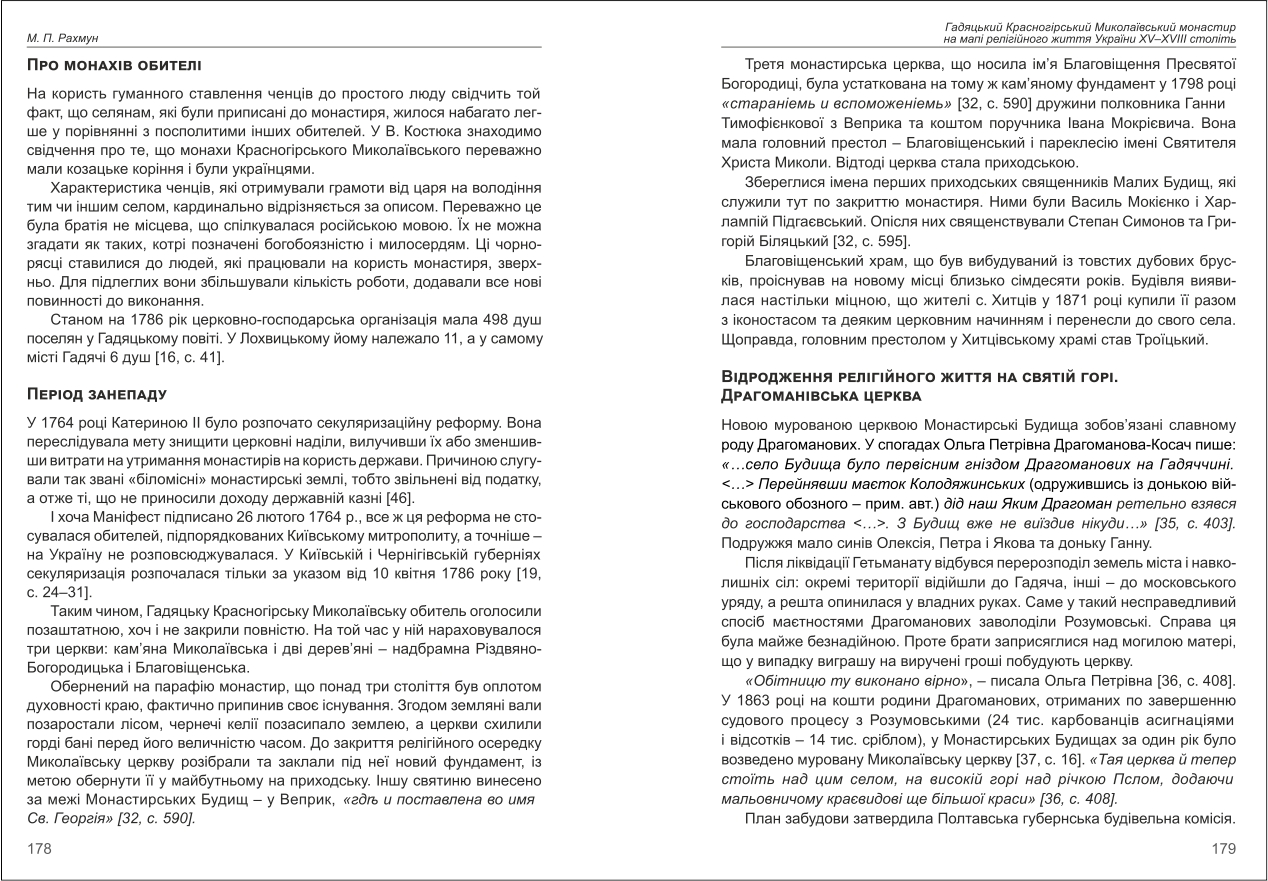 М. П. Рахмун
Про монахів обителі
На користь гуманного ставлення ченців до простого люду свідчить той
факт, що селянам, які були приписані до монастиря, жилося набагато лег-
ше у порівнянні з посполитими інших обителей. У В. Костюка знаходимо
свідчення про те, що монахи Красногірського Миколаївського переважно
мали козацьке коріння і були українцями.
Характеристика ченців, які отримували грамоти від царя на володіння
тим чи іншим селом, кардинально відрізняється за описом. Переважно це
була братія не місцева, що спілкувалася російською мовою. Їх не можна
згадати як таких, котрі позначені богобоязністю і милосердям. Ці чорно-
рясці ставилися до людей, які працювали на користь монастиря, зверх-
ньо. Для підлеглих вони збільшували кількість роботи, додавали все нові
повинності до виконання.
Станом на 1786 рік церковно-господарська організація мала 498 душ
поселян у Гадяцькому повіті. У Лохвицькому йому належало 11, а у самому
місті Гадячі 6 душ [16, с. 41].
Період занепаду
У 1764 році Катериною ІІ було розпочато секуляризаційну реформу. Вона
переслідувала мету знищити церковні наділи, вилучивши їх або зменшив-
ши витрати на утримання монастирів на користь держави. Причиною слугу-
вали так звані «біломісні» монастирські землі, тобто звільнені від податку,
а отже ті, що не приносили доходу державній казні [46].
І хоча Маніфест підписано 26 лютого 1764 р., все ж ця реформа не сто-
сувалася обителей, підпорядкованих Київському митрополиту, а точніше –
на Україну не розповсюджувалася. У Київській і Чернігівській губерніях
секуляризація розпочалася тільки за указом від 10 квітня 1786 року [19,
с. 24–31].
Таким чином, Гадяцьку Красногірську Миколаївську обитель оголосили
позаштатною, хоч і не закрили повністю. На той час у ній нараховувалося
три церкви: кам’яна Миколаївська і дві дерев’яні – надбрамна Різдвяно-
Богородицька і Благовіщенська.
Обернений на парафію монастир, що понад три століття був оплотом
духовності краю, фактично припинив своє існування. Згодом земляні вали
позаростали лісом, чернечі келії позасипало землею, а церкви схилили
горді бані перед його величністю часом. До закриття релігійного осередку
Миколаївську церкву розібрали та заклали під неї новий фундамент, із
метою обернути її у майбутньому на приходську. Іншу святиню винесено
за межі Монастирських Будищ – у Веприк, «гдѣ и поставлена во имя
Св. Георгія» [32, с. 590].
178
Гадяцький Красногірський Миколаївський монастир
на мапі релігійного життя України XV–XVIII століть
Третя монастирська церква, що носила ім’я Благовіщення Пресвятої
Богородиці, була устаткована на тому ж кам’яному фундамент у 1798 році
«стараніемь и вспоможеніемь» [32, с. 590] дружини полковника Ганни
Тимофієнкової з Веприка та коштом поручника Івана Мокрієвича. Вона
мала головний престол – Благовіщенський і пареклесію імені Святителя
Христа Миколи. Відтоді церква стала приходською.
Збереглися імена перших приходських священників Малих Будищ, які
служили тут по закриттю монастиря. Ними були Василь Мокієнко і Хар-
лампій Підгаєвський. Опісля них священствували Степан Симонов та Гри-
горій Біляцький [32, с. 595].
Благовіщенський храм, що був вибудуваний із товстих дубових брус-
ків, проіснував на новому місці близько сімдесяти років. Будівля вияви-
лася настільки міцною, що жителі с. Хитців у 1871 році купили її разом
з іконостасом та деяким церковним начинням і перенесли до свого села.
Щоправда, головним престолом у Хитцівському храмі став Троїцький.
Відродження релігійного життя на святій горі.
Драгоманівська церква
Новою мурованою церквою Монастирські Будища зобов’язані славному
роду Драгоманових. У спогадах Ольга Петрівна Драгоманова-Косач пише:
«…село Будища було первісним гніздом Драгоманових на Гадяччині.
<…> Перейнявши маєток Колодяжинських (одружившись із донькою вій-
ськового обозного – прим. авт.) дід наш Яким Драгоман ретельно взявся
до господарства <…>. З Будищ вже не виїздив нікуди…» [35, с. 403].
Подружжя мало синів Олексія, Петра і Якова та доньку Ганну.
Після ліквідації Гетьманату відбувся перерозподіл земель міста і навко-
лишніх сіл: окремі території відійшли до Гадяча, інші – до московського
уряду, а решта опинилася у владних руках. Саме у такий несправедливий
спосіб маєтностями Драгоманових заволоділи Розумовські. Справа ця
була майже безнадійною. Проте брати заприсяглися над могилою матері,
що у випадку виграшу на виручені гроші побудують церкву.
«Обітницю ту виконано вірно», – писала Ольга Петрівна [36, с. 408].
У 1863 році на кошти родини Драгоманових, отриманих по завершенню
судового процесу з Розумовськими (24 тис. карбованців асигнаціями
і відсотків – 14 тис. сріблом), у Монастирських Будищах за один рік було
возведено муровану Миколаївську церкву [37, с. 16]. «Тая церква й тепер
стоїть над цим селом, на високій горі над річкою Пслом, додаючи
мальовничому краєвидові ще більшої краси» [36, с. 408].
План забудови затвердила Полтавська губернська будівельна комісія.
179